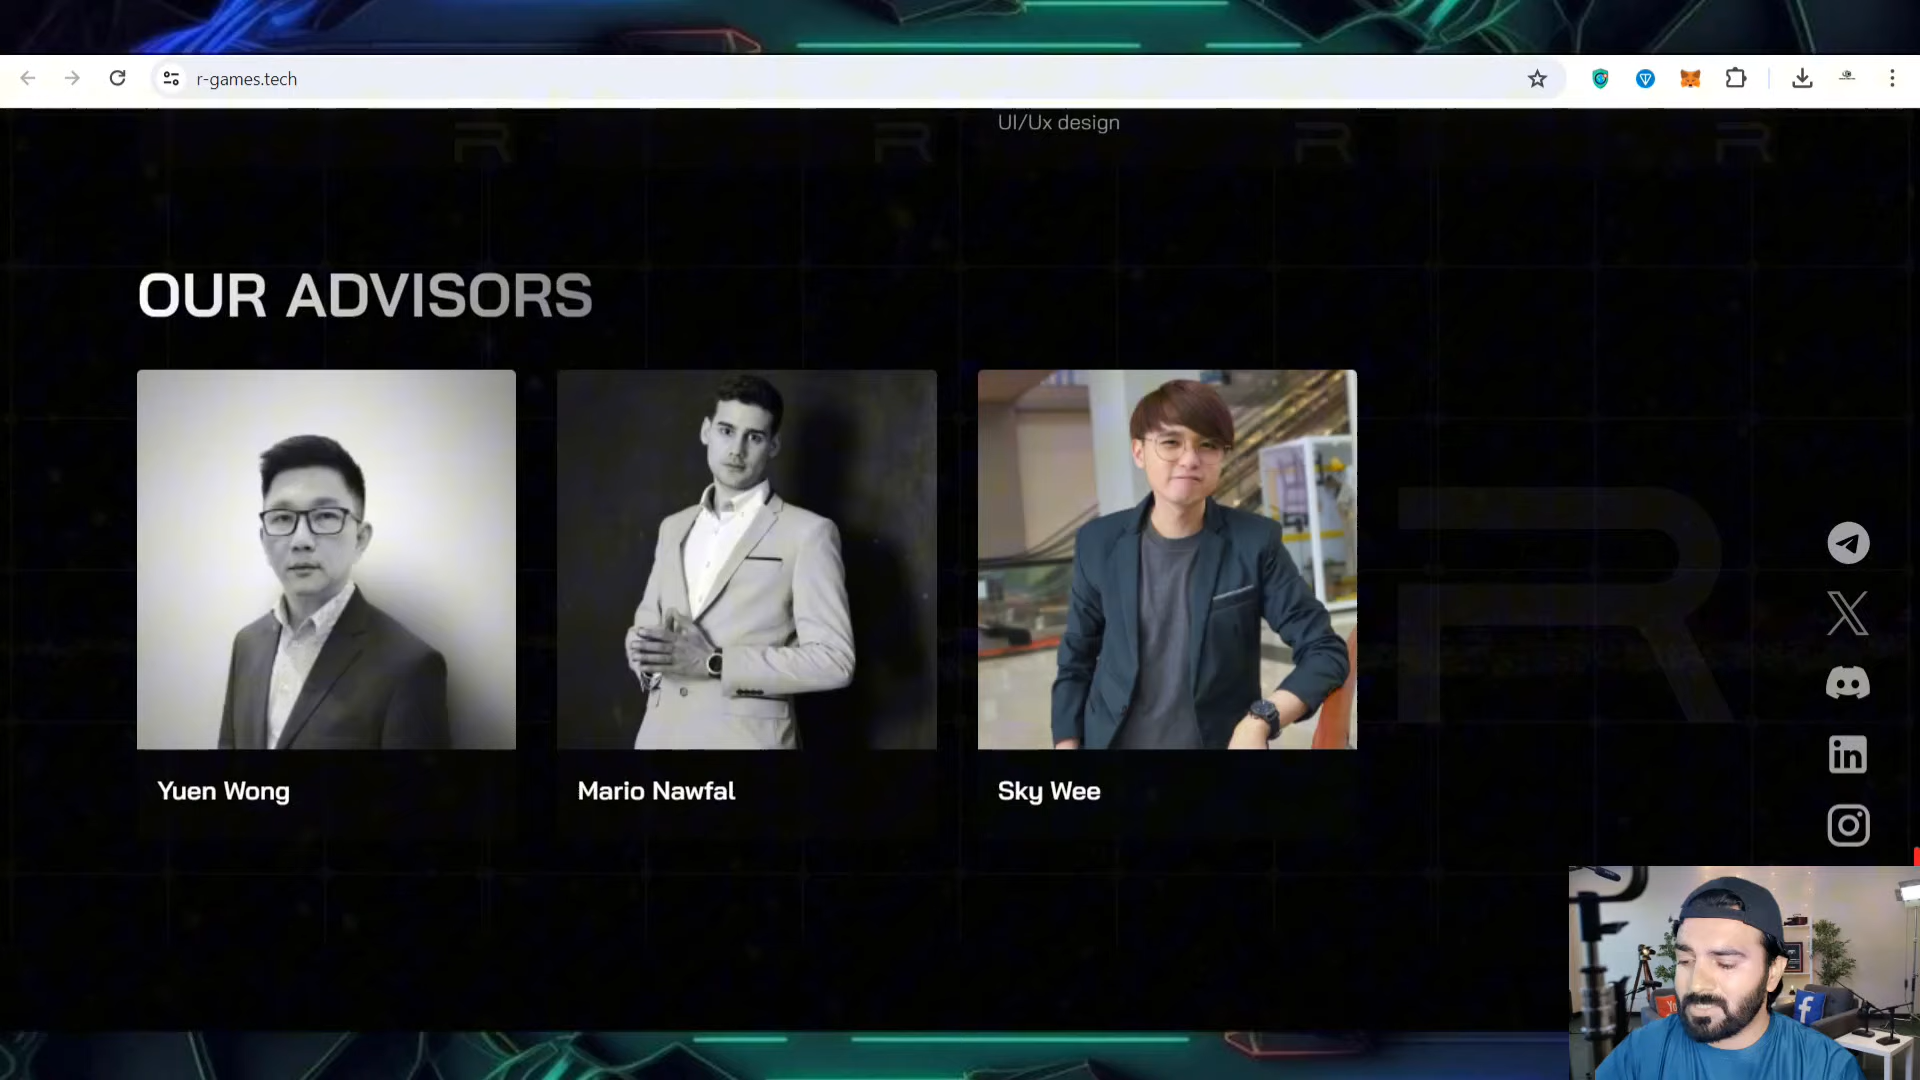 r-games.tech
UI/Ux design
OUR ADVISORS
Yuen Wong
Mario Nawfal
Sky Wee